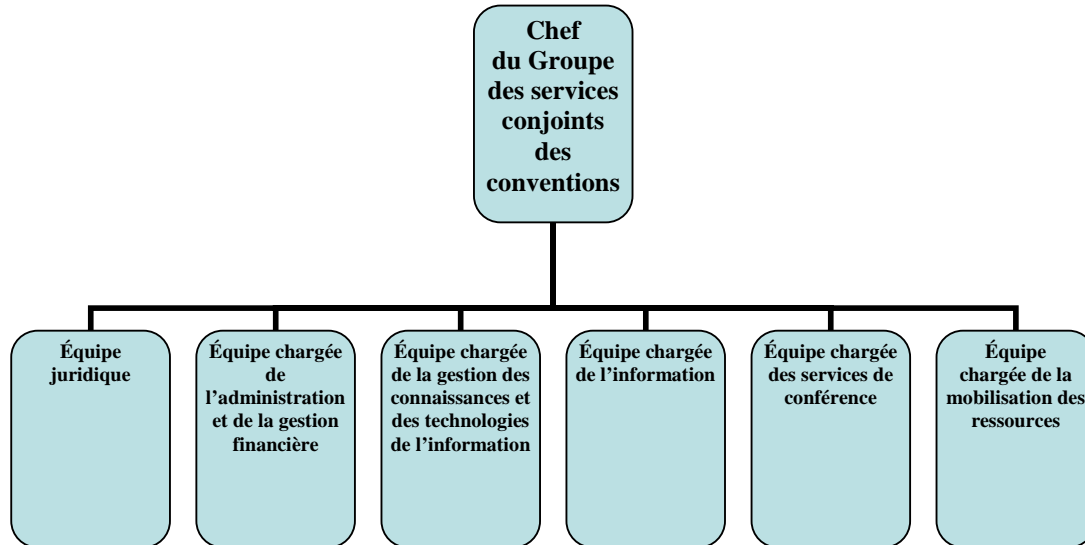 Chef
du Groupe
des services
conjoints
des
conventions
Équipe
juridique
Équipe chargée
de
l’administration
et de la gestion
financière
Équipe chargée
de la gestion des
connaissances et
des technologies
de l’information
Équipe chargée
de l’information
Équipe chargée
des services de
conférence
Équipe
chargée de la
mobilisation des
ressources